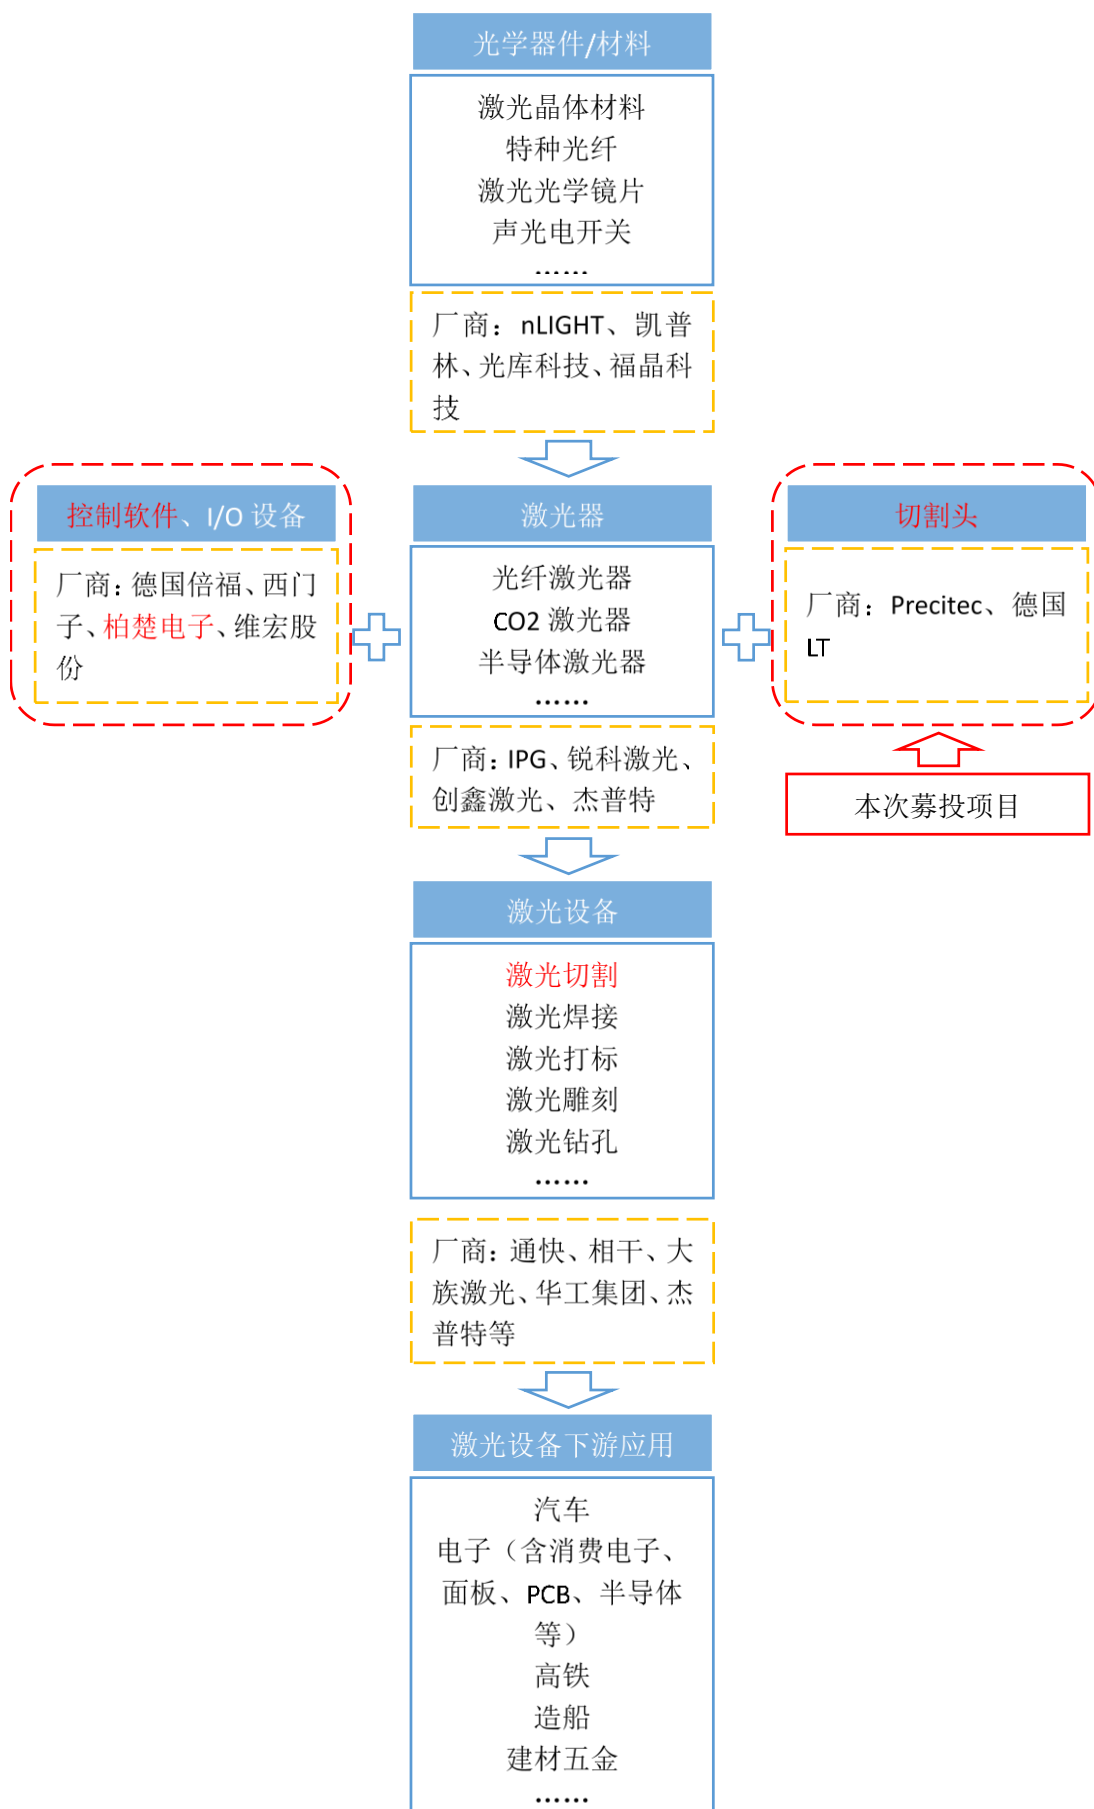 光学器件/材料
激光晶体材料
特种光纤
激光光学镜片
声光电开关
……
厂商：nLIGHT、凯普
林、光库科技、福晶科
技
控制软件、I/O 设备
厂商：德国倍福、西门
子、柏楚电子、维宏股
份
激光器
光纤激光器
CO2 激光器
半导体激光器
……
厂商：IPG、锐科激光、
创鑫激光、杰普特
切割头
厂商：Precitec、德国
LT
本次募投项目
激光设备
激光切割
激光焊接
激光打标
激光雕刻
激光钻孔
……
厂商：通快、相干、大
族激光、华工集团、杰
普特等
激光设备下游应用
汽车
电子（含消费电子、
面板、PCB、半导体
等）
高铁
造船
建材五金
……